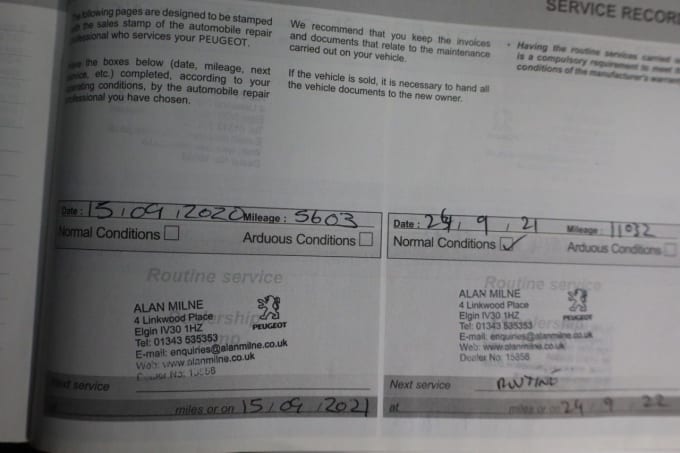 SERVICE RECOR
following pages are designed to be stamped
the sales stamp of the automobile repair
who services your PEUGEOT.
the boxes below (date, mileage, next
etc.) completed, according to your
conditions, by the automobile repair
you have chosen.
We recommend that you keep the invoices
and documents that relate to the maintenance
carried out on your vehicle.
If the vehicle is sold, it is necessary to hand all
the vehicle documents to the new owner.
• Having the routine services carried
is a compulsory requirement to meet
conditions of the manufacturer's
Date: 15/09/2020 Mileage: 5603
Normal Conditions Arduous Conditions
Routine service
ALAN MILNE
4 Linkwood Place
Elgin IV30 1HZ
Tel: 01343 535353
E-mail: enquiries@alanmilne.co.uk
Web: www.alanmilne.co.uk
PEUGEOT
Next service
miles or on 15/09/2021
Date: 24/9/21 Mileage: 11032
Normal Conditions ✓ Arduous Conditions
Routine service
ALAN MILNE
4 Linkwood Place
Elgin IV30 1HZ
Tel: 01343 535353
E-mail: enquiries@alanmilne.co.uk
Web: www.alanmilne.co.uk
Dealer No: 15858
PEUGEOT
Next service
at miles or on 24/9/22